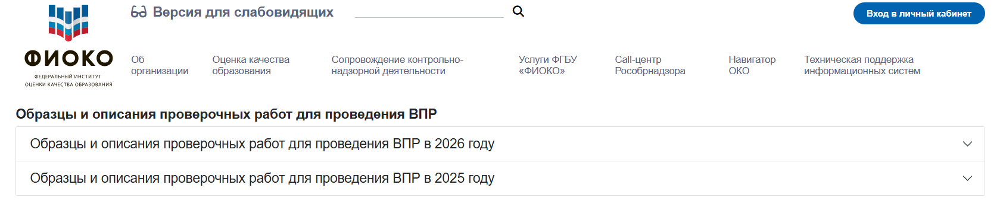 Версия для слабовидящих
Вход в личный кабинет
ФИОКО
ФЕДЕРАЛЬНЫЙ ИНСТИТУТ
ОЦЕНКИ КАЧЕСТВА ОБРАЗОВАНИЯ
Об
организации
Оценка качества
образования
Сопровождение контрольно-
надзорной деятельности
Услуги ФГБУ
«ФИОКО»
Call-центр
Рособрнадзора
Навигатор
ОКО
Техническая поддержка
информационных систем
Образцы и описания проверочных работ для проведения ВПР
Образцы и описания проверочных работ для проведения ВПР в 2026 году
Образцы и описания проверочных работ для проведения ВПР в 2025 году